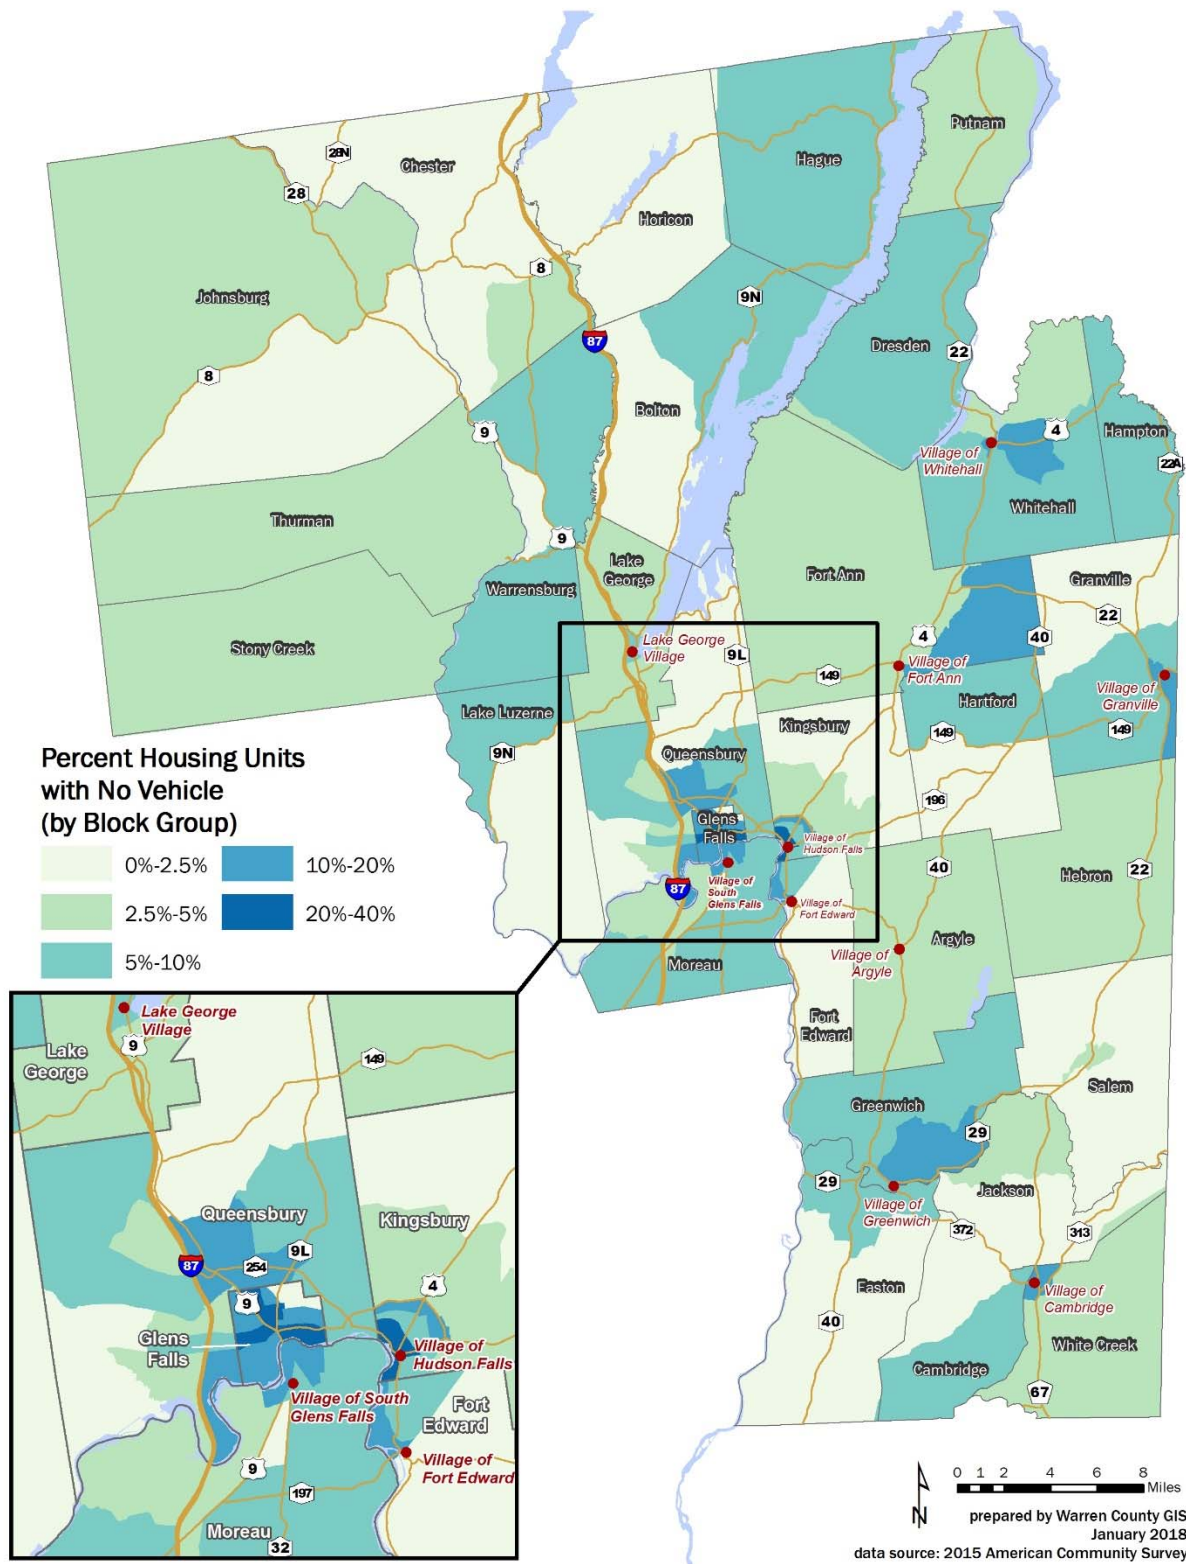 Putnam
Hague
28N
Chester
28
Horicon
8
9N
Johnsburg
Dresden
22
87
8
Bolton
9
4
Hampton
Village of
Whitehall
22A
Whitehall
Thurman
9
Lake
George
Fort Ann
Granville
Warrensburg
22
4
40
Stony Creek
Lake George
Village
9L
Village of
Fort Ann
149
Hartford
Village of
Granville
Lake Luzerne
Kingsbury
149
149
9N
Queensbury
196
Glens
Falls
Village of
Hudson Falls
40
22
Hebron
87
Village of
South
Glens Falls
Village of
Fort Edward
Argyle
Village of
Argyle
Moreau
Fort
Edward
Salem
Greenwich
29
29
Jackson
Village of
Greenwich
372
313
Easton
Village of
Cambridge
40
White Creek
Cambridge
67
Percent Housing Units
with No Vehicle
(by Block Group)
0%-2.5%
10%-20%
2.5%-5%
20%-40%
5%-10%
Lake George
Village
9
Lake
George
149
Queensbury
Kingsbury
9L
87
254
4
9
Glens
Falls
Village of
Hudson Falls
Village of South
Glens Falls
Fort
Edward
Village of
Fort Edward
9
197
Moreau
32
N
0 1 2 4 6 8
Miles
prepared by Warren County GIS
January 2018
data source: 2015 American Community Survey